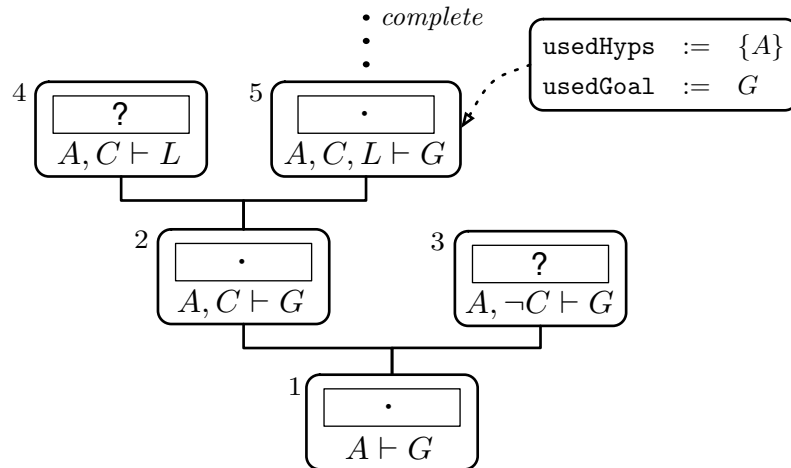 complete
usedHyps := {A}
usedGoal := G
4
?
A, C ⊢ L
5
·
A, C, L ⊢ G
2
·
A, C ⊢ G
3
?
A, ¬C ⊢ G
1
·
A ⊢ G